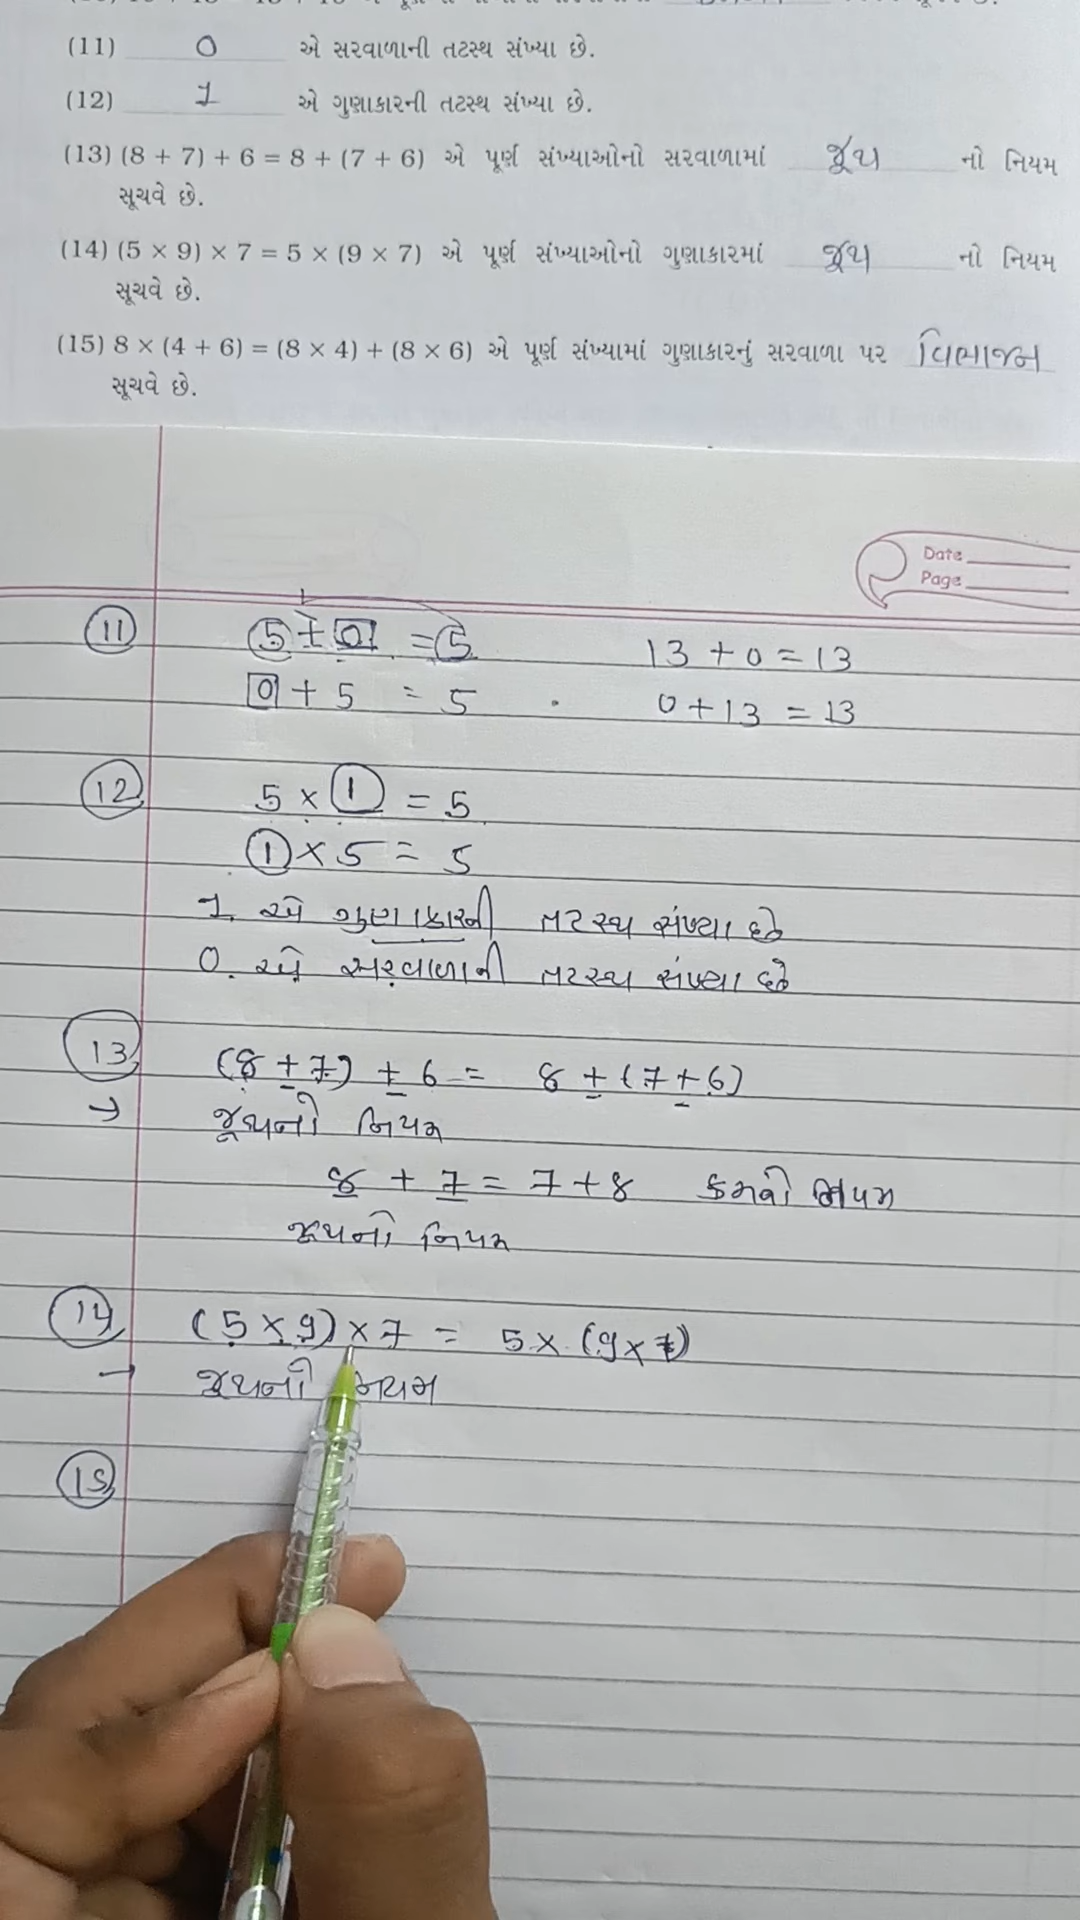 (11) 0 એ સરવાળાની તટસ્થ સંખ્યા છે.
(12) 1 એ ગુણાકારની તટસ્થ સંખ્યા છે.
(13) (8 + 7) + 6 = 8 + (7 + 6) એ પૂર્ણ સંખ્યાઓનો સરવાળામાં જૂથ નો નિયમ
સૂચવે છે.
(14) (5 × 9) × 7 = 5 × (9 × 7) એ પૂર્ણ સંખ્યાઓનો ગુણાકારમાં જૂથ નો નિયમ
સૂચવે છે.
(15) 8 × (4 + 6) = (8 × 4) + (8 × 6) એ પૂર્ણ સંખ્યામાં ગુણાકારનું સરવાળા પર વિભાજન
સૂચવે છે.
Date
Page
11 5 + 0 = 5 13 + 0 = 13
0 + 5 = 5 0 + 13 = 13
12 5 × 1 = 5
1 × 5 = 5
1. એ ગુણાકારની તટસ્થ સંખ્યા છે
0. એ સરવાળાની તટસ્થ સંખ્યા છે
13 (8 + 7) + 6 = 8 + (7 + 6)
→ જૂથનો નિયમ
8 + 7 = 7 + 8 ક્રમનો નિયમ
જૂથનો નિયમ
14 (5 × 9) × 7 = 5 × (9 × 7)
→ જૂથનો નિયમ
15